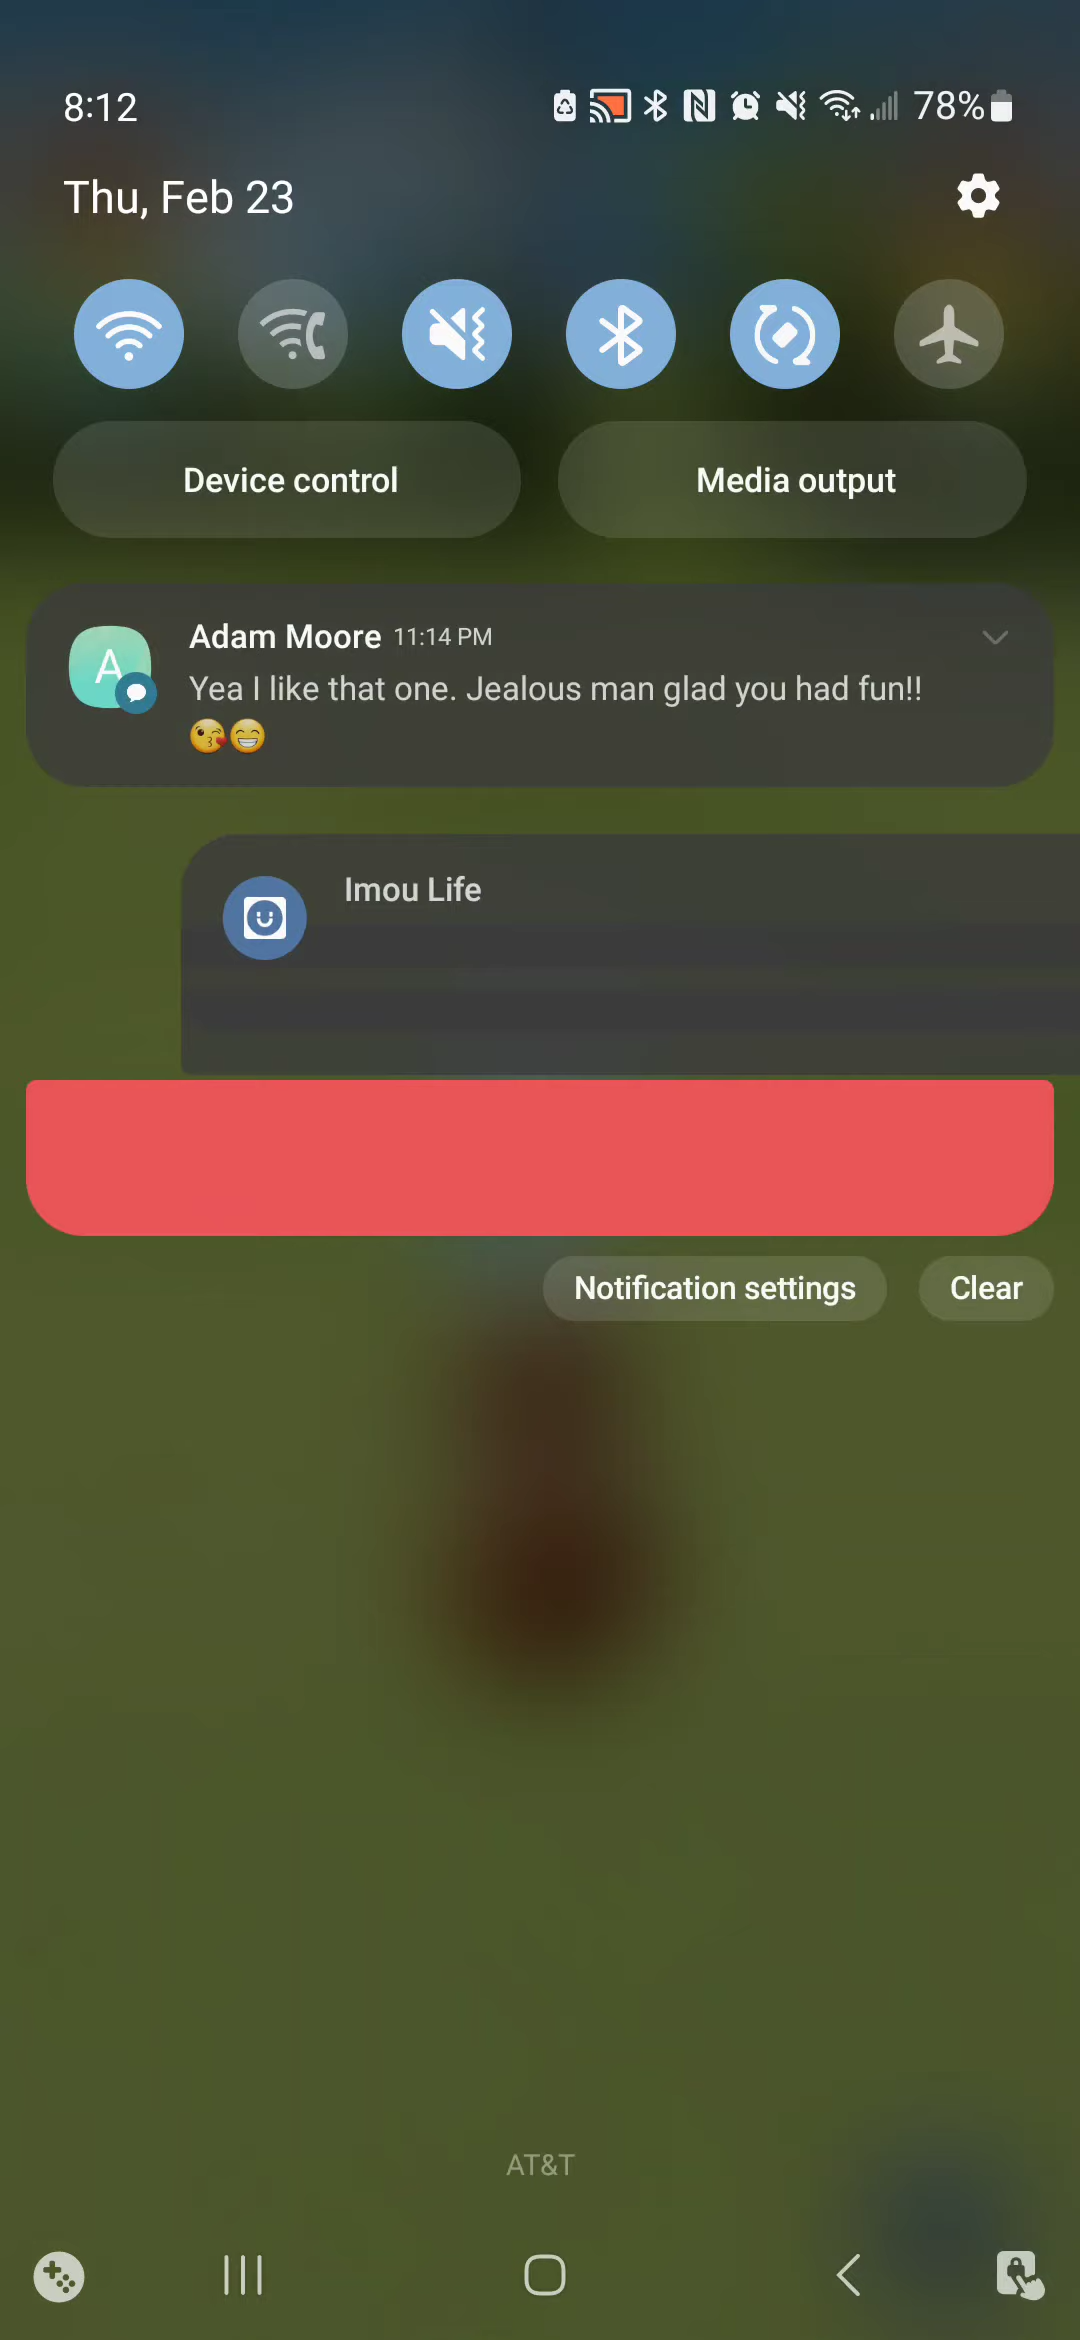 8:12
78%
Thu, Feb 23
Device control
Media output
A
Adam Moore 11:14 PM
Yea I like that one. Jealous man glad you had fun!!
😘😁
Imou Life
Notification settings
Clear
AT&T